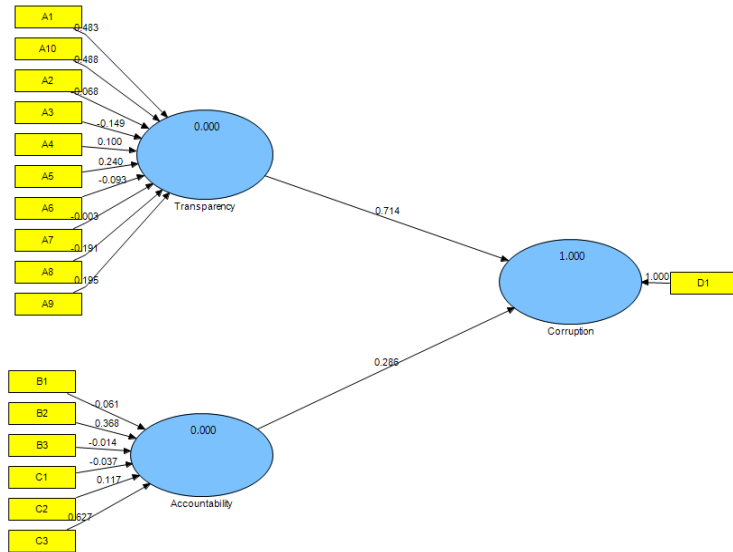 A1
0.483
A10
0.488
A2
-0.068
A3
-0.149
A4
0.100
A5
0.240
A6
-0.093
A7
-0.003
A8
-0.191
A9
0.195
0.000
Transparency
0.714
1.000
Corruption
1.000
D1
0.286
B1
0.061
B2
0.368
B3
-0.014
C1
-0.037
C2
0.117
C3
0.627
0.000
Accountability